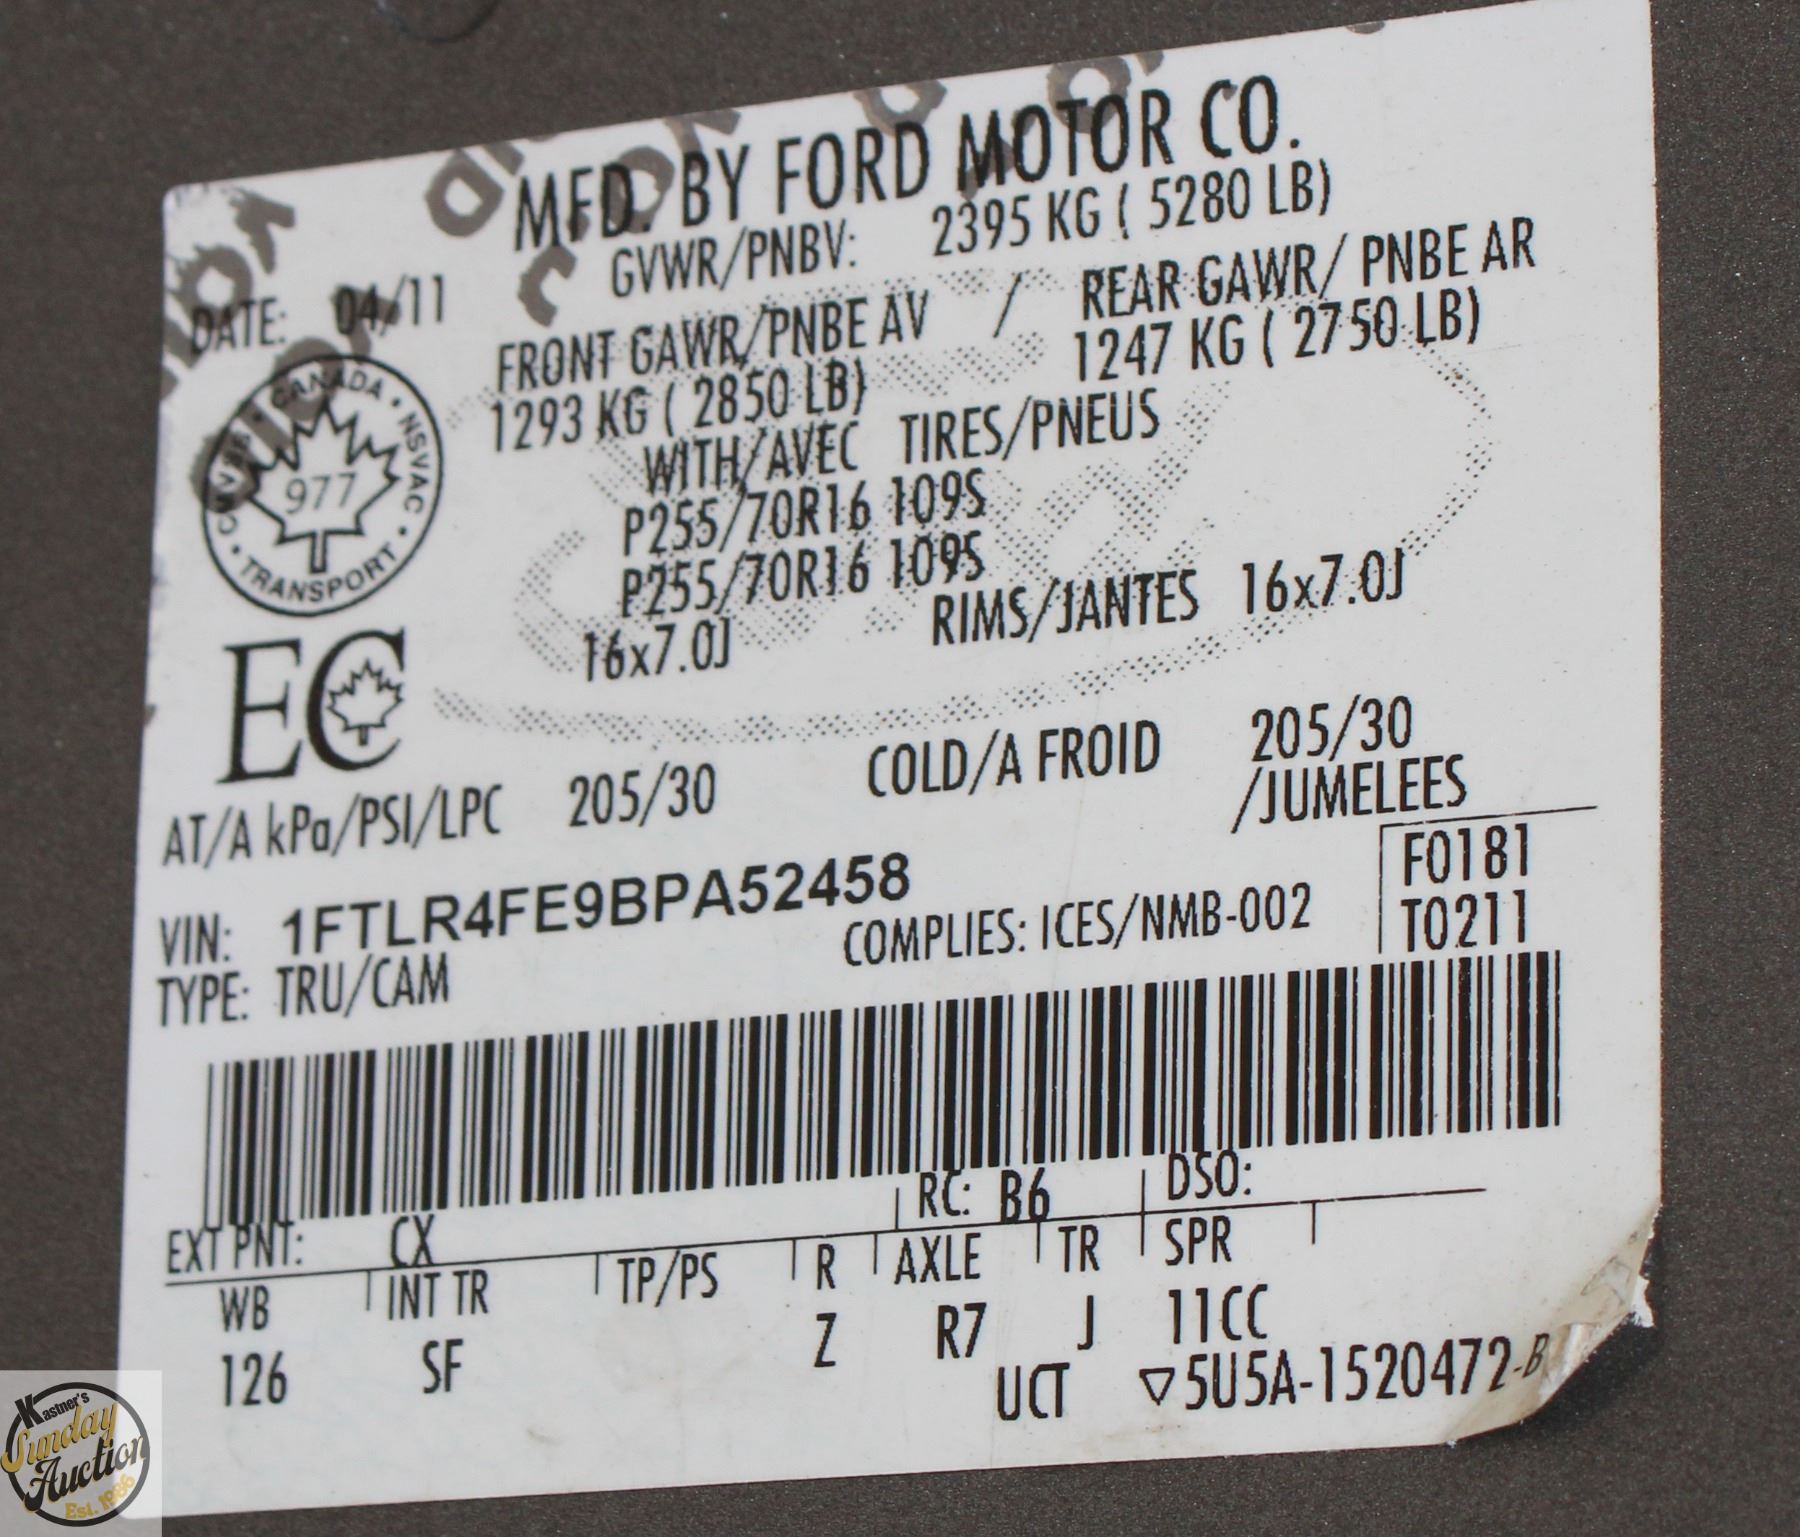 MFD. BY FORD MOTOR CO.
GVWR/PNBV: 2395 KG ( 5280 LB)
DATE: 04/11
FRONT GAWR/PNBE AV / REAR GAWR/ PNBE AR
1293 KG ( 2850 LB) 1247 KG ( 2750 LB)
WITH/AVEC TIRES/PNEUS
P255/70R16 109S
P255/70R16 109S
16x7.0J RIMS/JANTES 16x7.0J
CANADA • NSVAC • TRANSPORT • CMVSS •
977
EC
AT/A kPa/PSI/LPC 205/30 COLD/A FROID 205/30
/JUMELEES
VIN: 1FTLR4FE9BPA52458
F0181
TYPE: TRU/CAM COMPLIES: ICES/NMB-002
T0211
RC: B6 DSO:
EXT PNT: CX
WB INT TR TP/PS R AXLE TR SPR
126 SF Z R7 J 11CC
UCT ▽5U5A-1520472-B
Kastner's
Sunday
Auction
Est. 1986